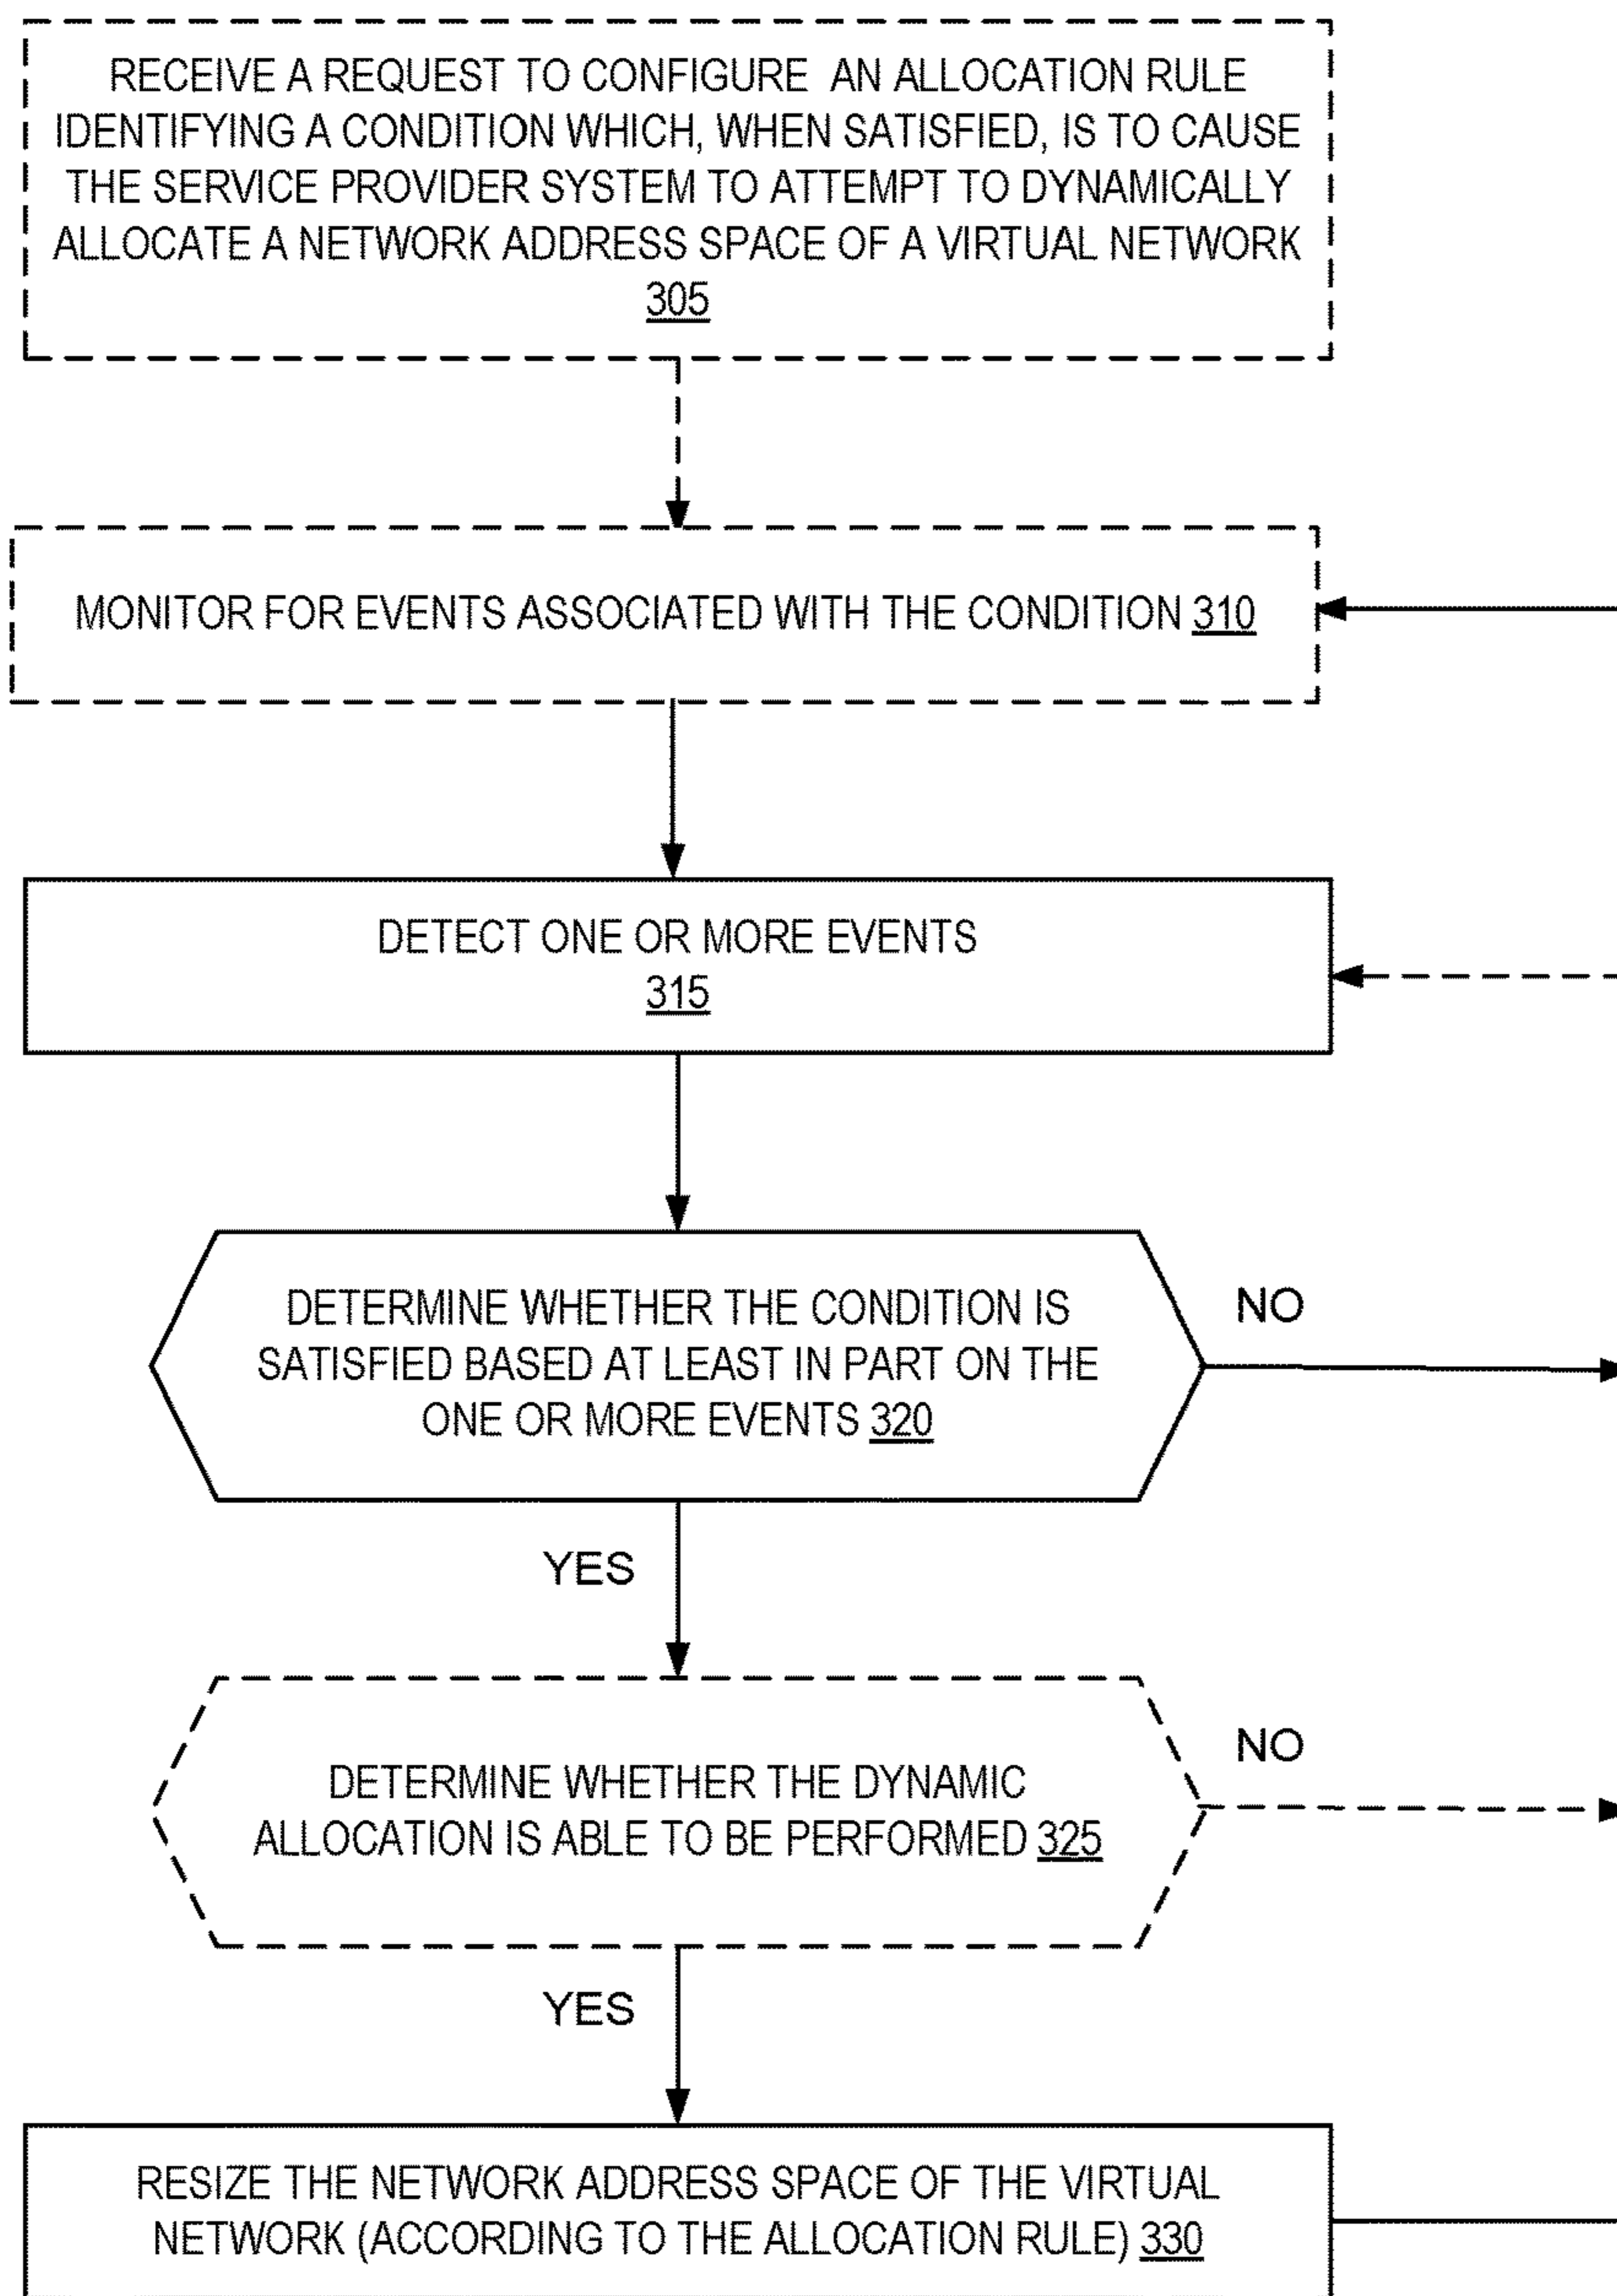 RECEIVE A REQUEST TO CONFIGURE AN ALLOCATION RULE
IDENTIFYING A CONDITION WHICH, WHEN SATISFIED, IS TO CAUSE
THE SERVICE PROVIDER SYSTEM TO ATTEMPT TO DYNAMICALLY
ALLOCATE A NETWORK ADDRESS SPACE OF A VIRTUAL NETWORK
305
MONITOR FOR EVENTS ASSOCIATED WITH THE CONDITION 310
DETECT ONE OR MORE EVENTS
315
DETERMINE WHETHER THE CONDITION IS
SATISFIED BASED AT LEAST IN PART ON THE
ONE OR MORE EVENTS 320
NO
YES
DETERMINE WHETHER THE DYNAMIC
ALLOCATION IS ABLE TO BE PERFORMED 325
NO
YES
RESIZE THE NETWORK ADDRESS SPACE OF THE VIRTUAL
NETWORK (ACCORDING TO THE ALLOCATION RULE) 330